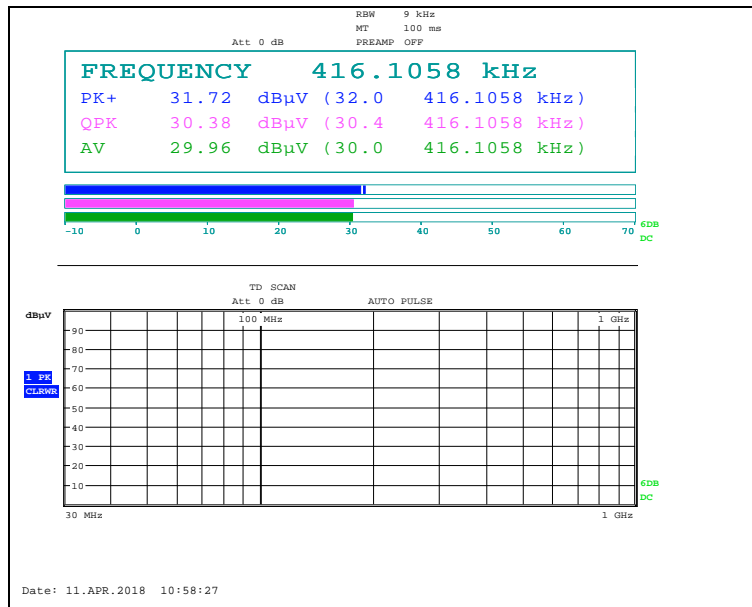 RBW 9 kHz
MT 100 ms
Att 0 dB PREAMP OFF
FREQUENCY 416.1058 kHz
PK+ 31.72 dBµV (32.0 416.1058 kHz)
QPK 30.38 dBµV (30.4 416.1058 kHz)
AV 29.96 dBµV (30.0 416.1058 kHz)
-10 0 10 20 30 40 50 60 70
6DB
DC
TD SCAN
Att 0 dB AUTO PULSE
dBµV
100 MHz 1 GHz
90
80
70
1 PK
60
CLRWR
50
40
30
20
10
6DB
DC
30 MHz 1 GHz
Date: 11.APR.2018 10:58:27